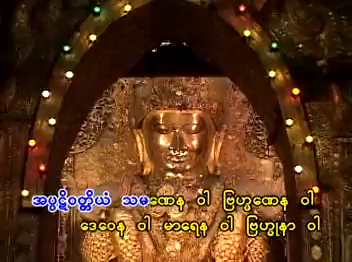 အပ္ပဋိဝတ္တိယံ သမဏေန ဝါ ဗြာဟ္မဏေန ဝါ
ဒေဝေန ဝါ မာရေန ဝါ ဗြဟ္မုနာ ဝါ